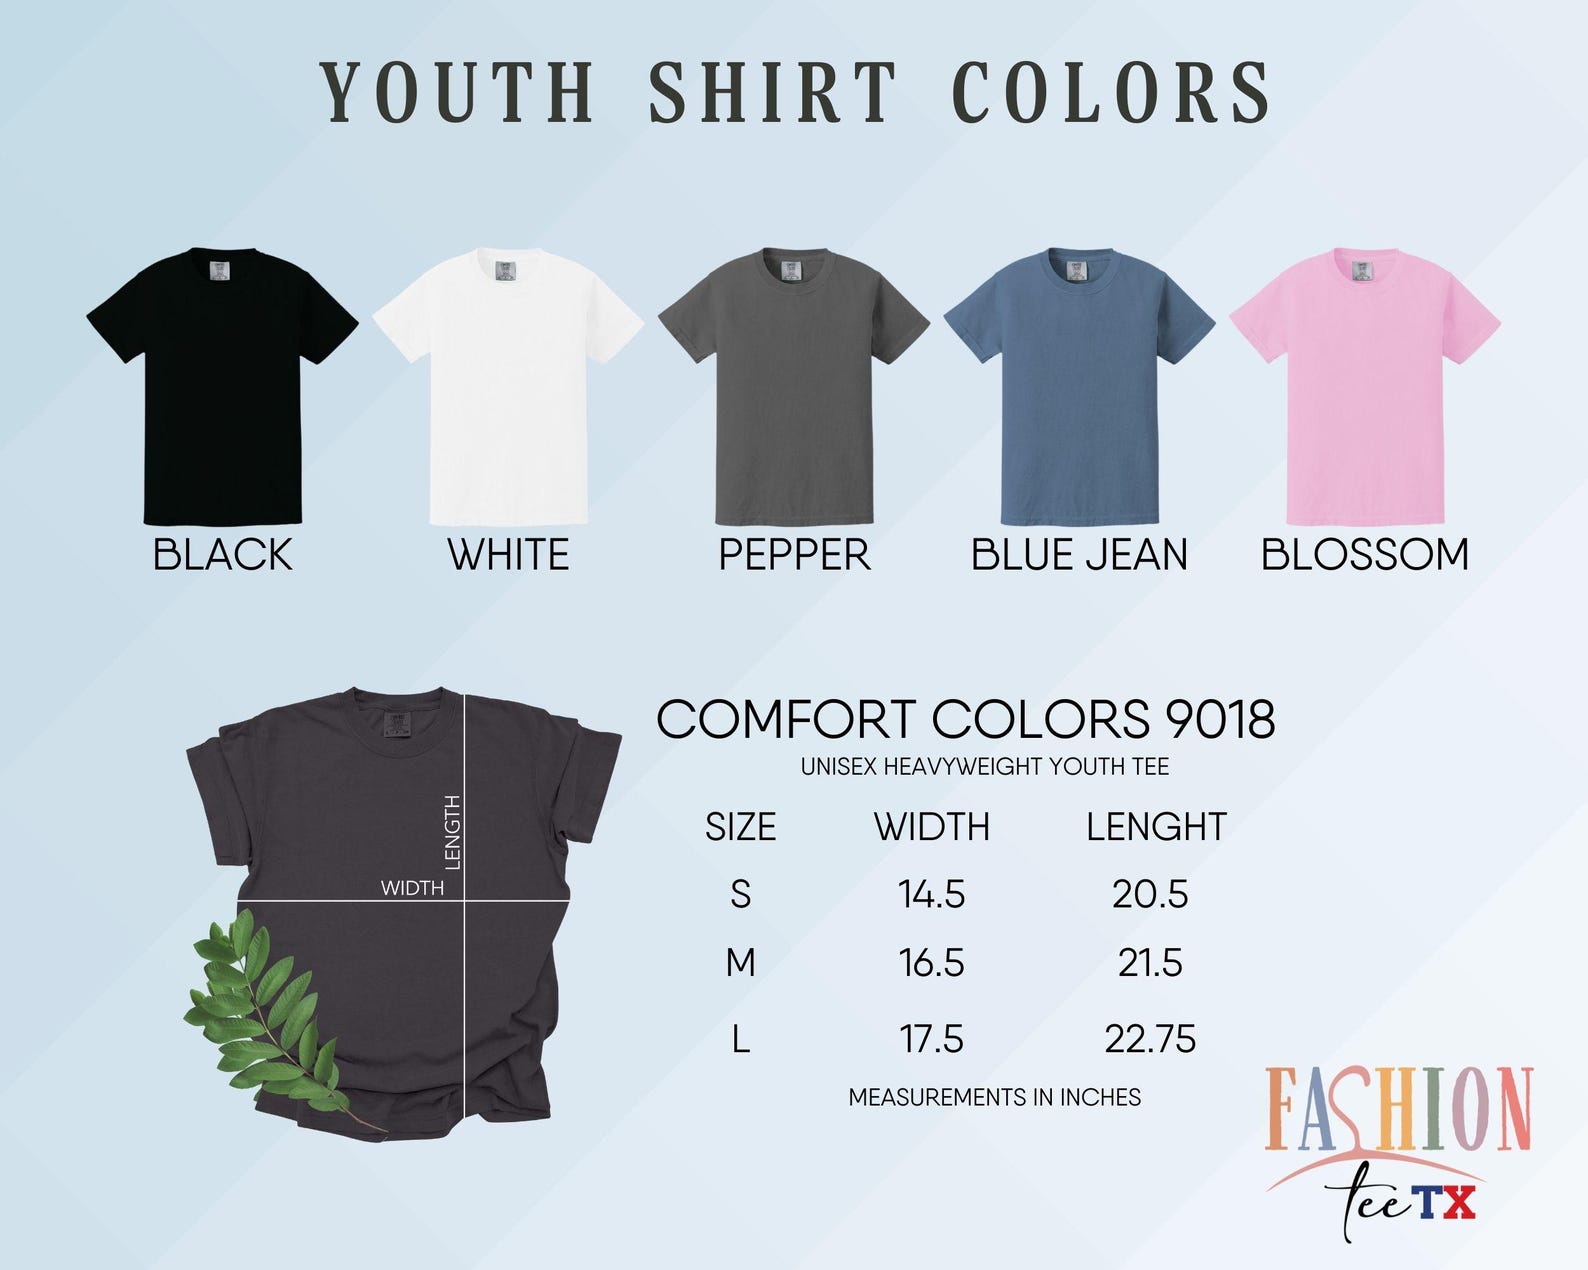 YOUTH SHIRT COLORS
BLACK WHITE PEPPER BLUE JEAN BLOSSOM
LENGTH
WIDTH
COMFORT COLORS 9018
UNISEX HEAVYWEIGHT YOUTH TEE
SIZE WIDTH LENGHT
S 14.5 20.5
M 16.5 21.5
L 17.5 22.75
MEASUREMENTS IN INCHES
FASHION
tee TX